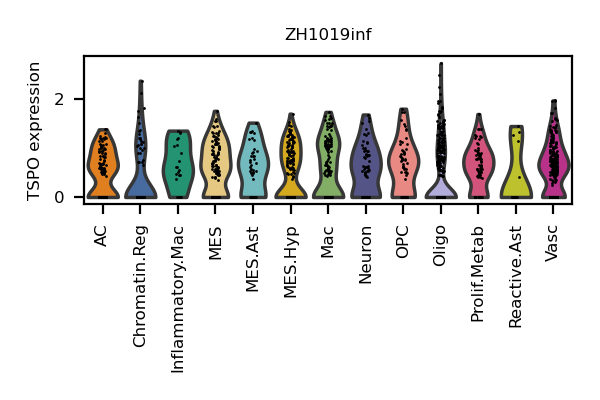 ZH1019inf
TSPO expression
2
0
AC
Chromatin.Reg
Inflammatory.Mac
MES
MES.Ast
MES.Hyp
Mac
Neuron
OPC
Oligo
Prolif.Metab
Reactive.Ast
Vasc